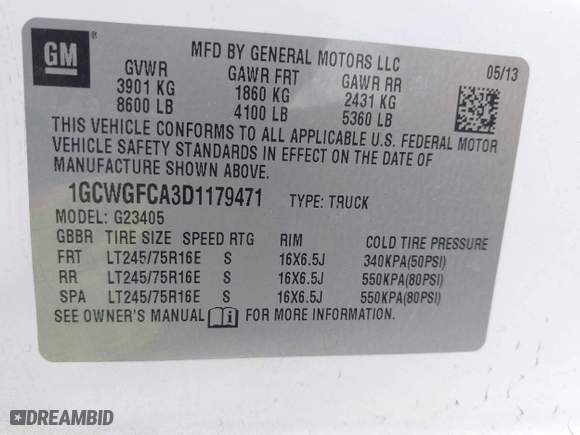 GM
MFD BY GENERAL MOTORS LLC
05/13
GVWR GAWR FRT GAWR RR
3901 KG 1860 KG 2431 KG
8600 LB 4100 LB 5360 LB
THIS VEHICLE CONFORMS TO ALL APPLICABLE U.S. FEDERAL MOTOR
VEHICLE SAFETY STANDARDS IN EFFECT ON THE DATE OF
MANUFACTURE SHOWN ABOVE.
1GCWGFCA3D1179471 TYPE: TRUCK
MODEL: G23405
GBBR TIRE SIZE SPEED RTG RIM COLD TIRE PRESSURE
FRT LT245/75R16E S 16X6.5J 340KPA(50PSI)
RR LT245/75R16E S 16X6.5J 550KPA(80PSI)
SPA LT245/75R16E S 16X6.5J 550KPA(80PSI)
SEE OWNER'S MANUAL i FOR MORE INFORMATION.
DREAMBID